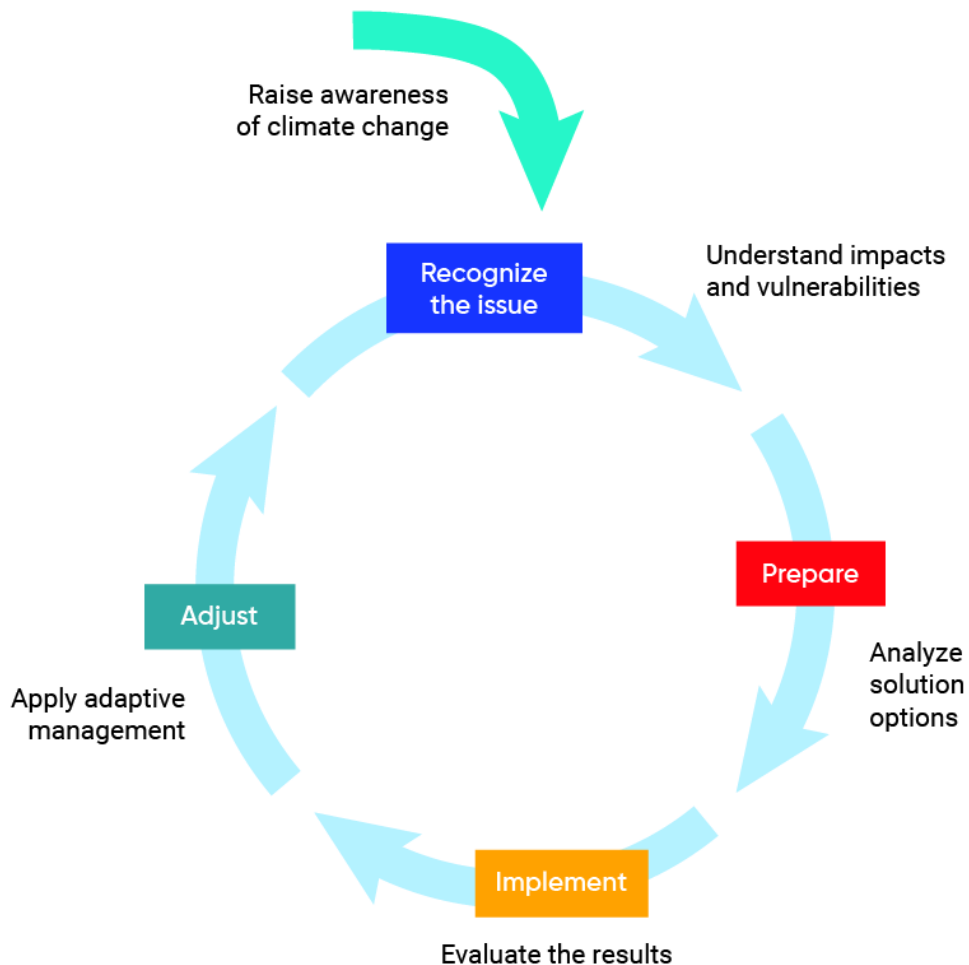 Raise awareness
of climate change
Recognize
the issue
Understand impacts
and vulnerabilities
Prepare
Analyze
solution
options
Implement
Evaluate the results
Adjust
Apply adaptive
management